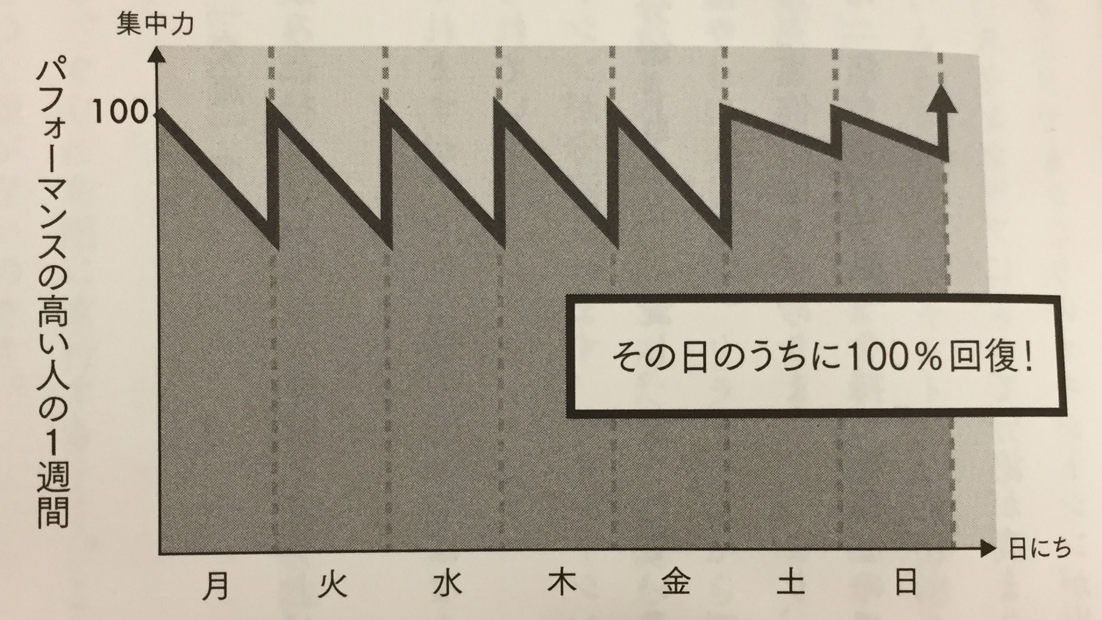 集中力
パフォーマンスの高い人の1週間
100
その日のうちに100%回復!
日にち
月 火 水 木 金 土 日